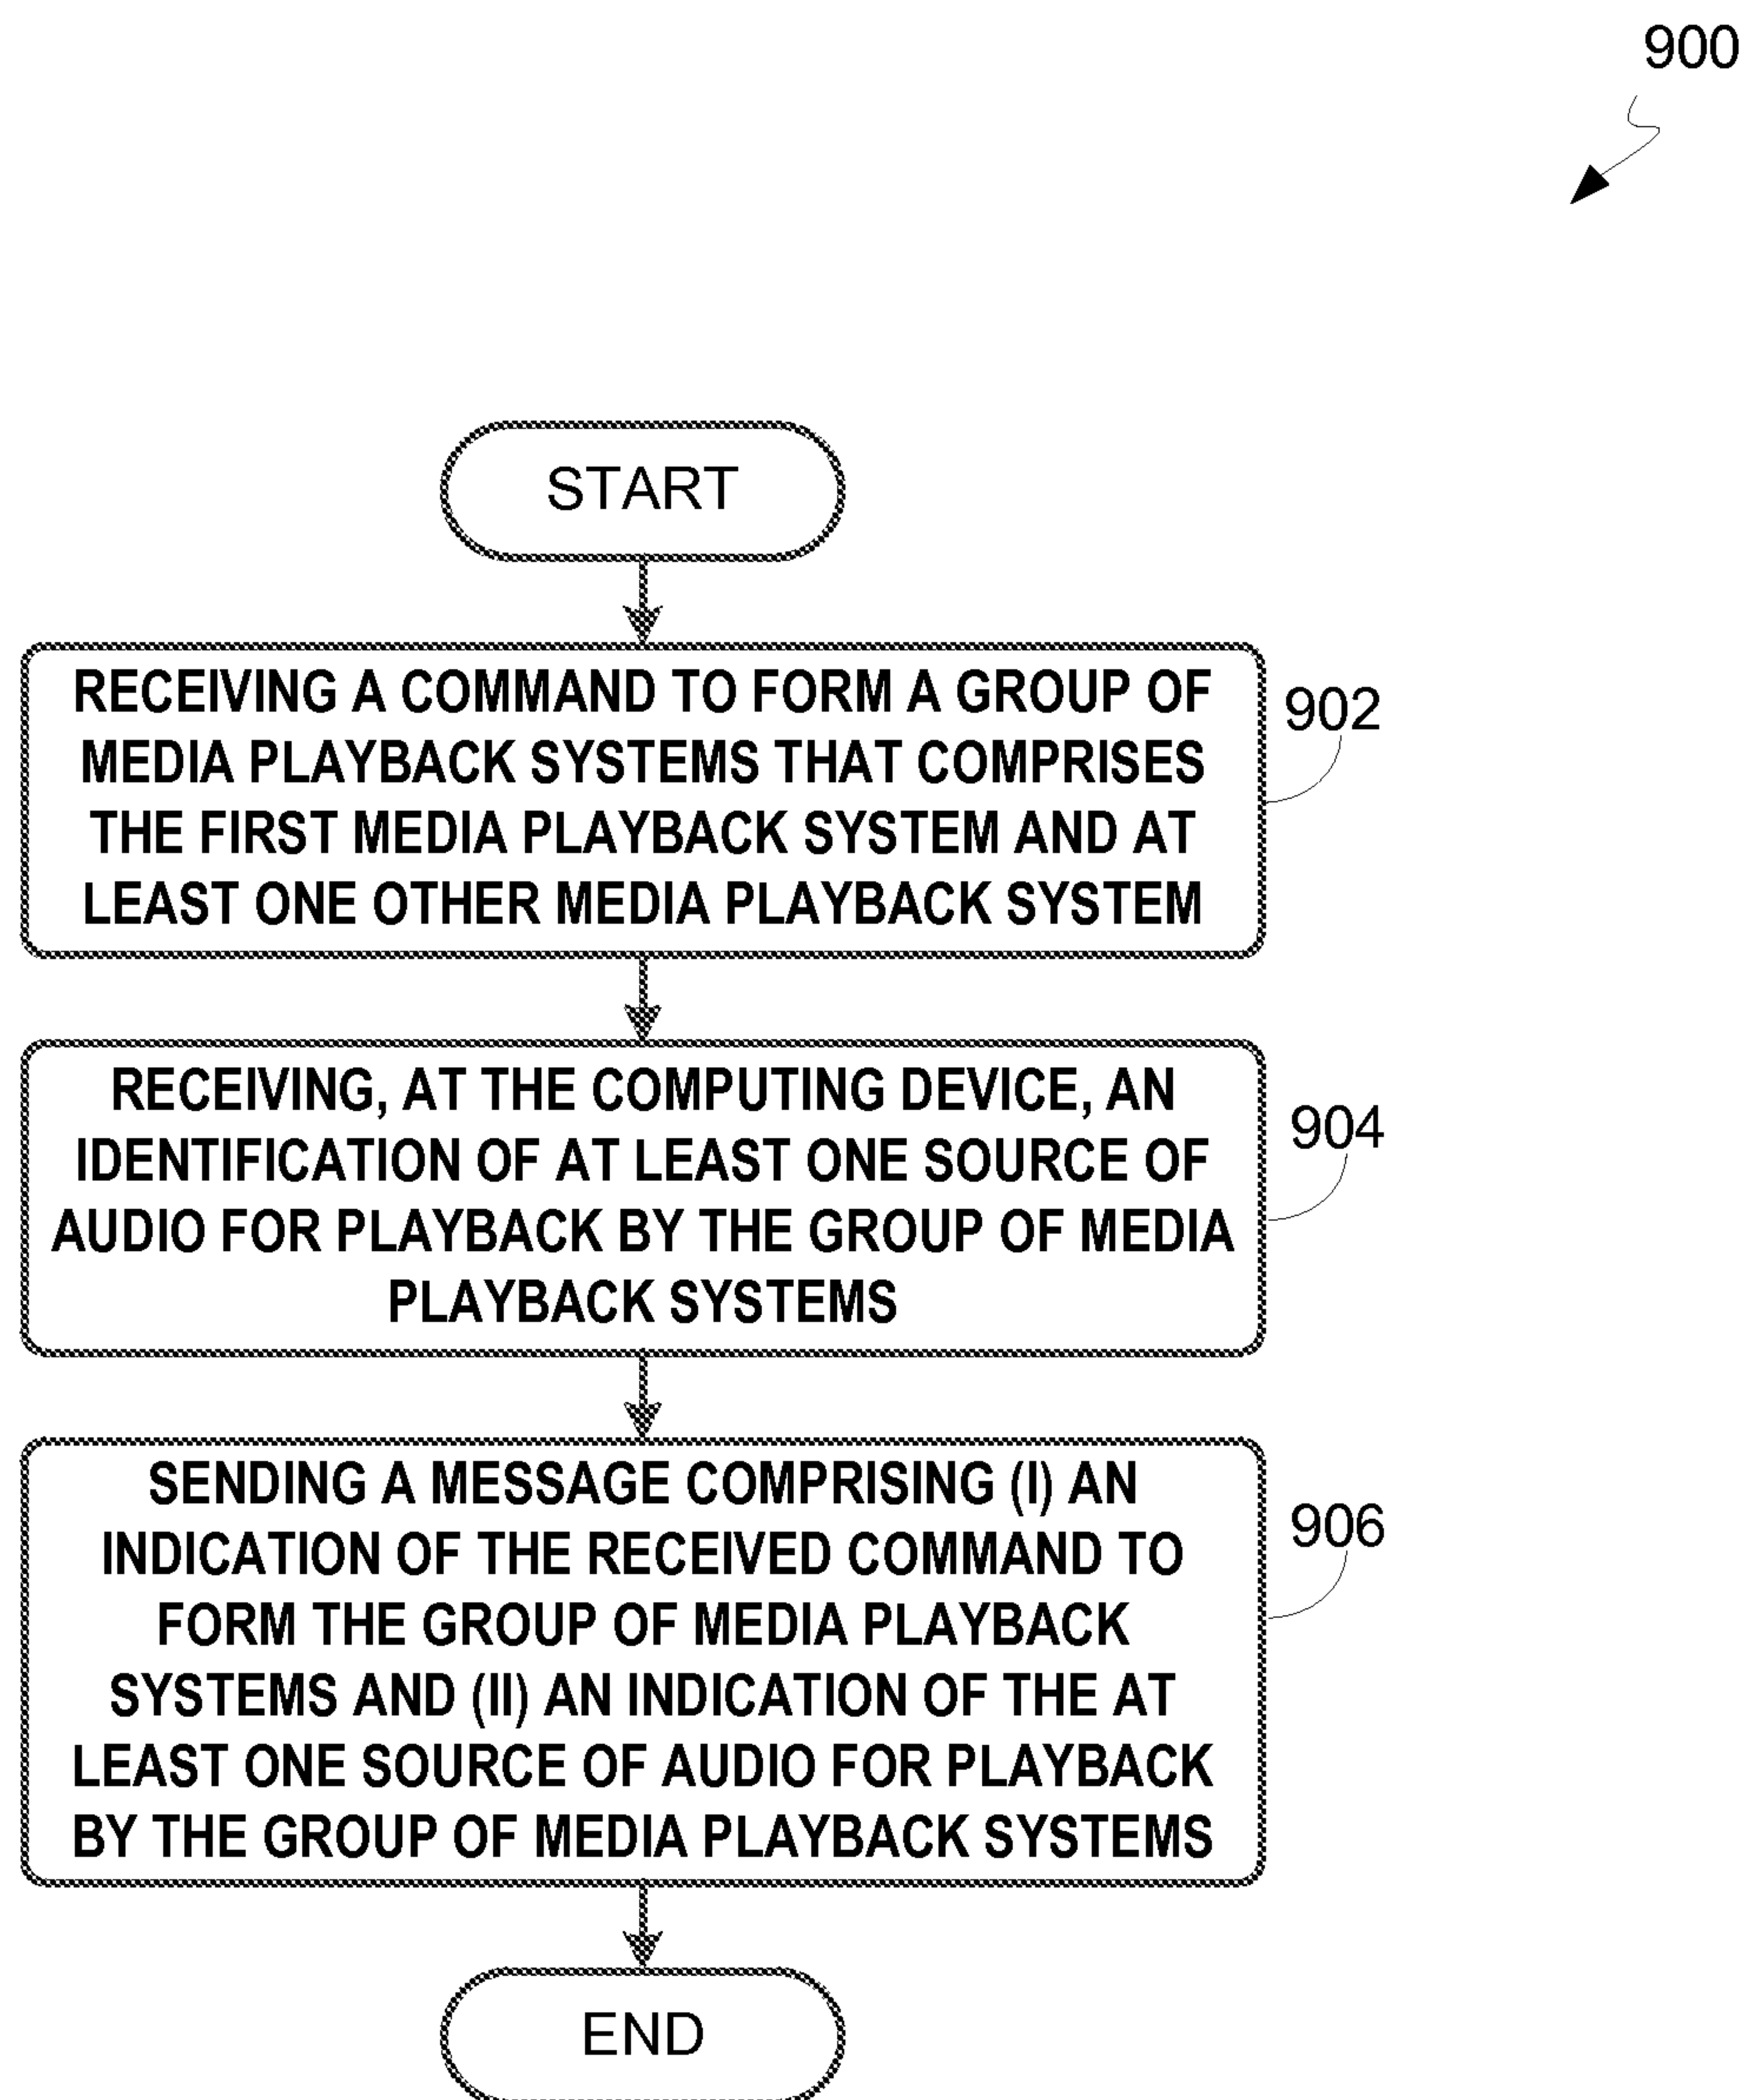 900
START
RECEIVING A COMMAND TO FORM A GROUP OF
MEDIA PLAYBACK SYSTEMS THAT COMPRISES
THE FIRST MEDIA PLAYBACK SYSTEM AND AT
LEAST ONE OTHER MEDIA PLAYBACK SYSTEM
902
RECEIVING, AT THE COMPUTING DEVICE, AN
IDENTIFICATION OF AT LEAST ONE SOURCE OF
AUDIO FOR PLAYBACK BY THE GROUP OF MEDIA
PLAYBACK SYSTEMS
904
SENDING A MESSAGE COMPRISING (I) AN
INDICATION OF THE RECEIVED COMMAND TO
FORM THE GROUP OF MEDIA PLAYBACK
SYSTEMS AND (II) AN INDICATION OF THE AT
LEAST ONE SOURCE OF AUDIO FOR PLAYBACK
BY THE GROUP OF MEDIA PLAYBACK SYSTEMS
906
END